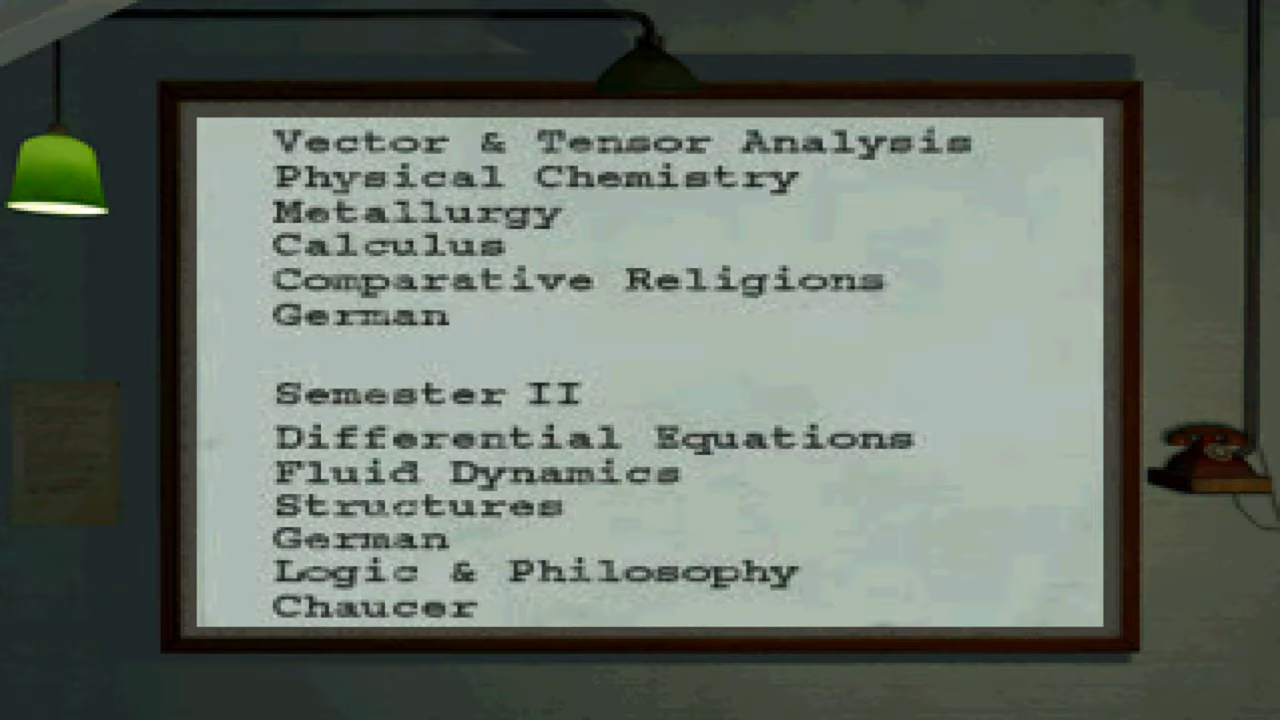 Vector & Tensor Analysis
Physical Chemistry
Metallurgy
Calculus
Comparative Religions
German
Semester II
Differential Equations
Fluid Dynamics
Structures
German
Logic & Philosophy
Chaucer